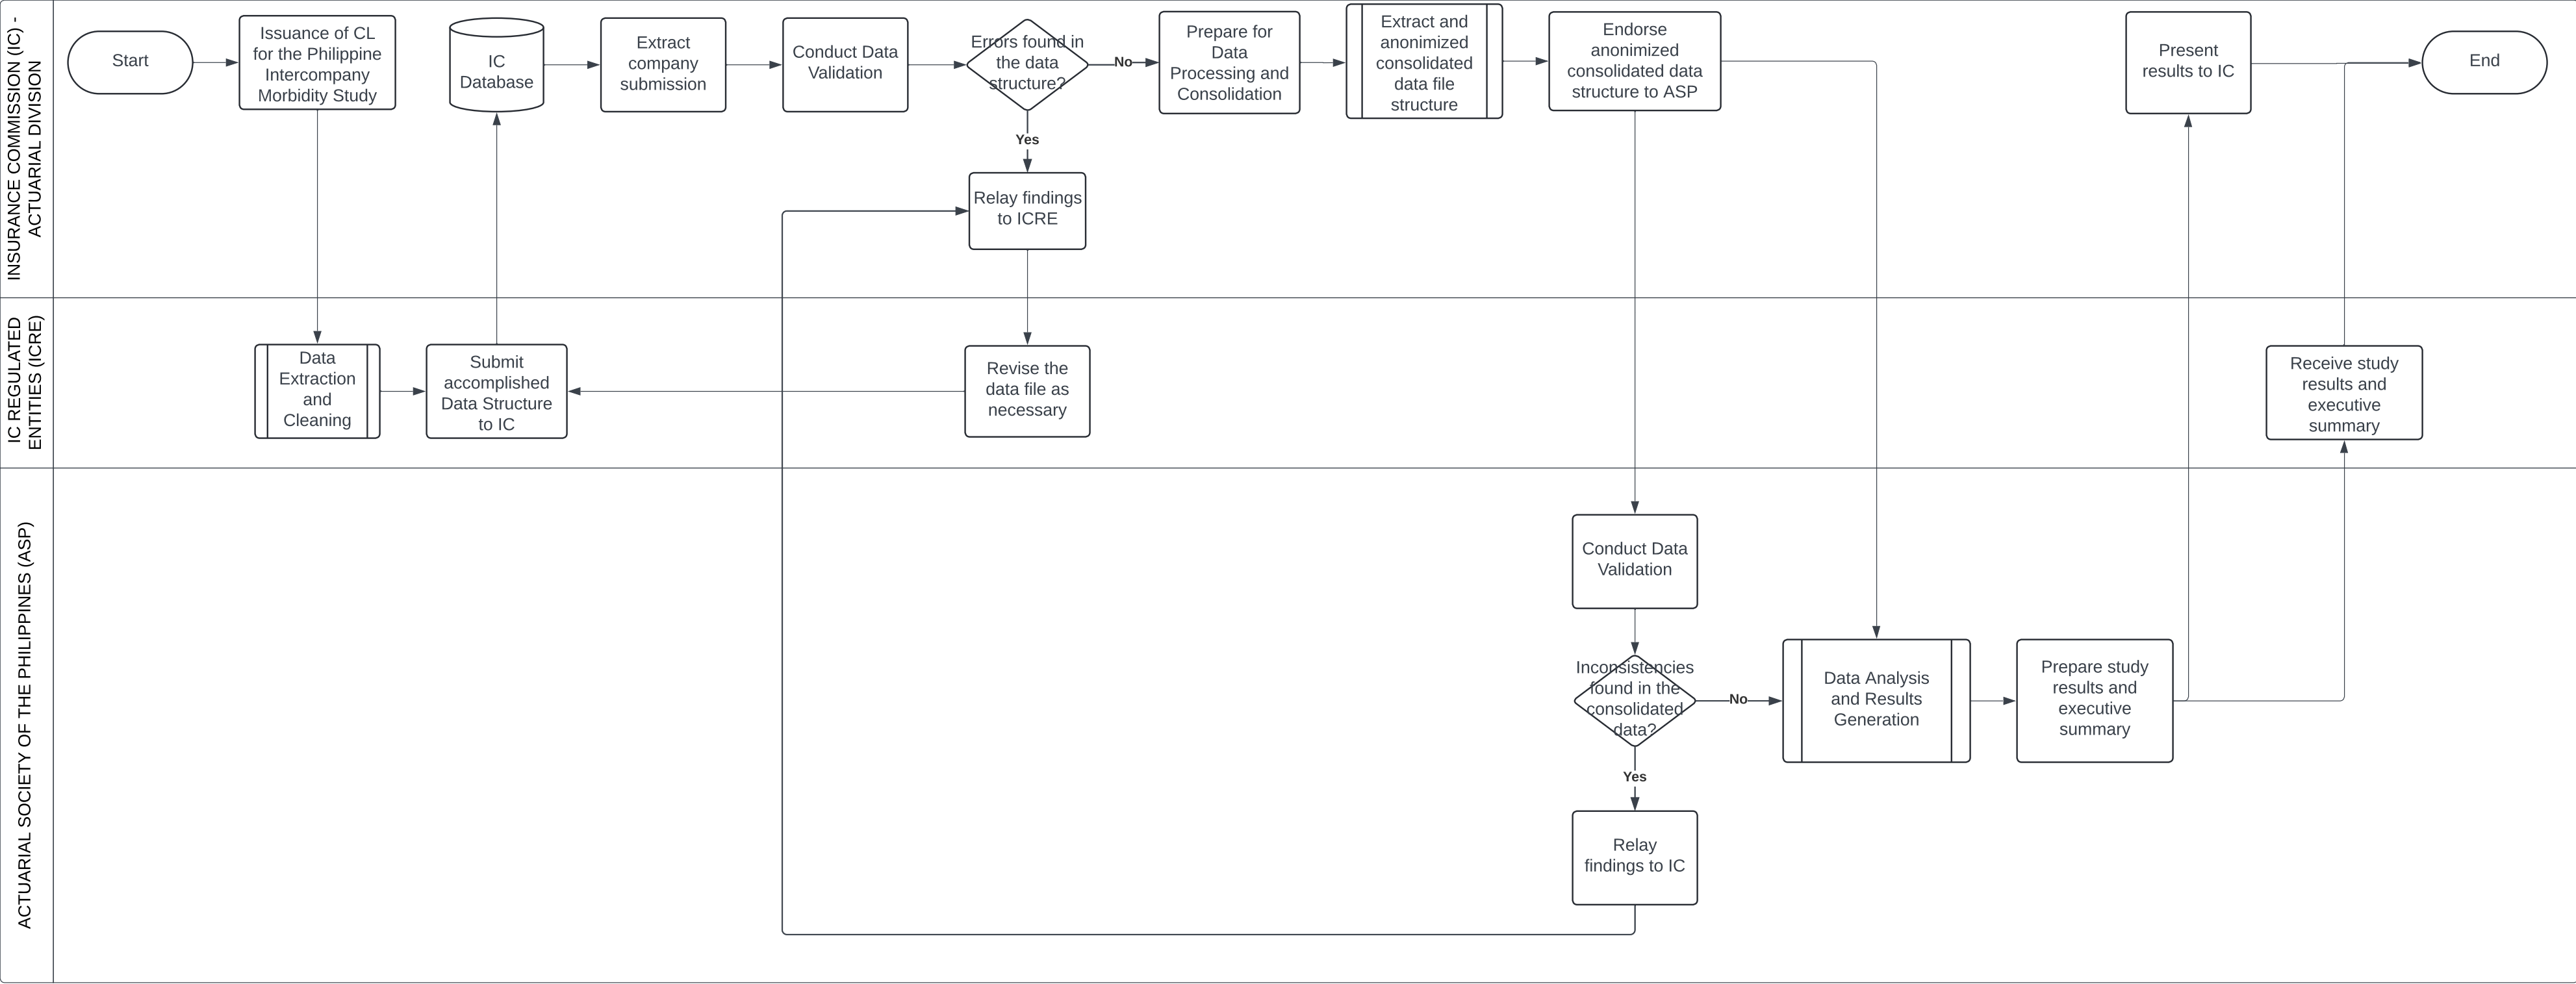 INSURANCE COMMISSION (IC) -
ACTUARIAL DIVISION
Start
Issuance of CL
for the Philippine
Intercompany
Morbidity Study
IC
Database
Extract
company
submission
Conduct Data
Validation
Errors found in
the data
structure?
No
Yes
Prepare for
Data
Processing and
Consolidation
Extract and
anonimized
consolidated
data file
structure
Endorse
anonimized
consolidated data
structure to ASP
Present
results to IC
End
Relay findings
to ICRE
IC REGULATED
ENTITIES (ICRE)
Data
Extraction
and
Cleaning
Submit
accomplished
Data Structure
to IC
Revise the
data file as
necessary
Receive study
results and
executive
summary
ACTUARIAL SOCIETY OF THE PHILIPPINES (ASP)
Conduct Data
Validation
Inconsistencies
found in the
consolidated
data?
No
Yes
Data Analysis
and Results
Generation
Prepare study
results and
executive
summary
Relay
findings to IC